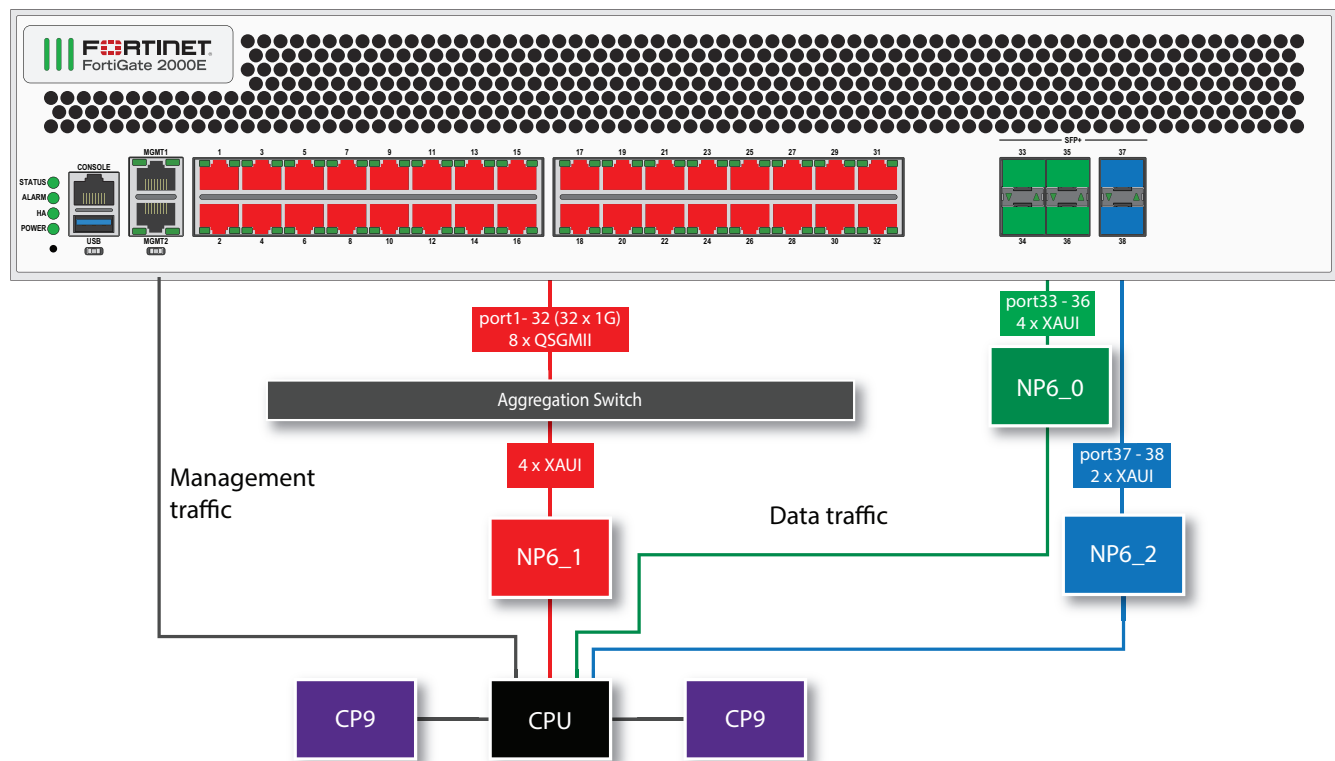 FORTINET
FortiGate 2000E
STATUS
ALARM
HA
POWER
CONSOLE
USB
MGMT1
MGMT2
1 3 5 7 9 11 13 15
2 4 6 8 10 12 14 16
17 19 21 23 25 27 29 31
18 20 22 24 26 28 30 32
SFP+
33 35 37
34 36 38
port1- 32 (32 x 1G)
8 x QSGMII
port33 - 36
4 x XAUI
Aggregation Switch
NP6_0
4 x XAUI
port37 - 38
2 x XAUI
Management
traffic
Data traffic
NP6_1
NP6_2
CP9
CPU
CP9